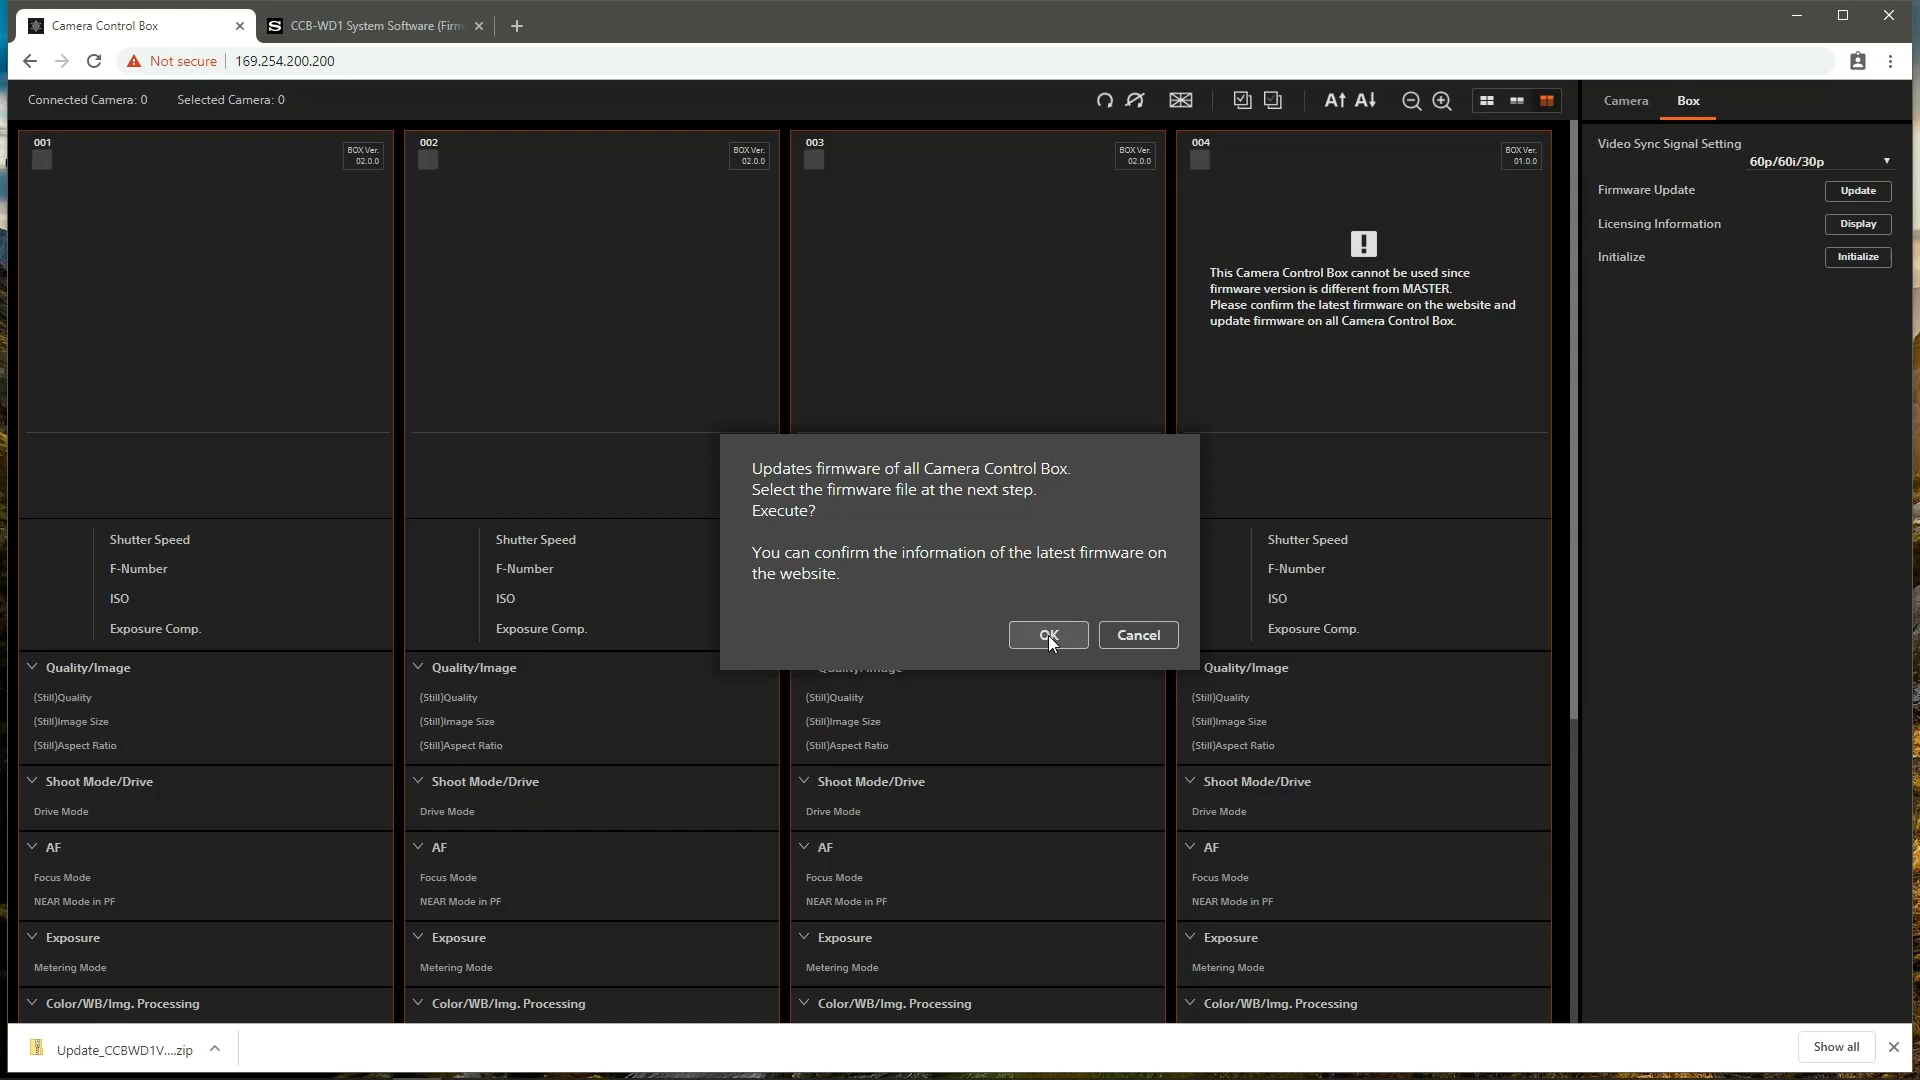 Camera Control Box
CCB-WD1 System Software (Firm
Not secure
169.254.200.200
Connected Camera: 0
Selected Camera: 0
Camera
Box
Video Sync Signal Setting
60p/60i/30p
Firmware Update
Update
Licensing Information
Display
Initialize
Initialize
001
BOX Ver.
02.0.0
002
BOX Ver.
02.0.0
003
BOX Ver.
02.0.0
004
BOX Ver.
01.0.0
This Camera Control Box cannot be used since
firmware version is different from MASTER.
Please confirm the latest firmware on the website and
update firmware on all Camera Control Box.
Updates firmware of all Camera Control Box.
Select the firmware file at the next step.
Execute?
You can confirm the information of the latest firmware on
the website.
OK
Cancel
Shutter Speed
F-Number
ISO
Exposure Comp.
Shutter Speed
F-Number
ISO
Exposure Comp.
Shutter Speed
F-Number
ISO
Exposure Comp.
Quality/Image
(Still)Quality
(Still)Image Size
(Still)Aspect Ratio
Shoot Mode/Drive
Drive Mode
AF
Focus Mode
NEAR Mode in PF
Exposure
Metering Mode
Color/WB/Img. Processing
Quality/Image
(Still)Quality
(Still)Image Size
(Still)Aspect Ratio
Shoot Mode/Drive
Drive Mode
AF
Focus Mode
NEAR Mode in PF
Exposure
Metering Mode
Color/WB/Img. Processing
Quality/Image
(Still)Quality
(Still)Image Size
(Still)Aspect Ratio
Shoot Mode/Drive
Drive Mode
AF
Focus Mode
NEAR Mode in PF
Exposure
Metering Mode
Color/WB/Img. Processing
Quality/Image
(Still)Quality
(Still)Image Size
(Still)Aspect Ratio
Shoot Mode/Drive
Drive Mode
AF
Focus Mode
NEAR Mode in PF
Exposure
Metering Mode
Color/WB/Img. Processing
Update_CCBWD1V....zip
Show all